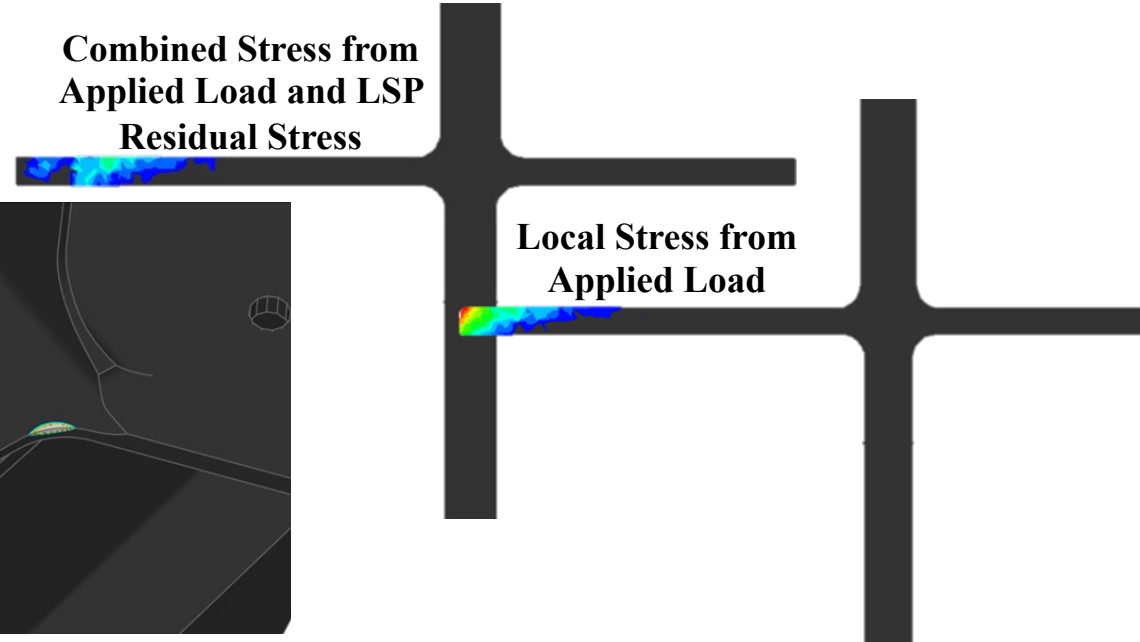 Combined Stress from
Applied Load and LSP
Residual Stress
Local Stress from
Applied Load